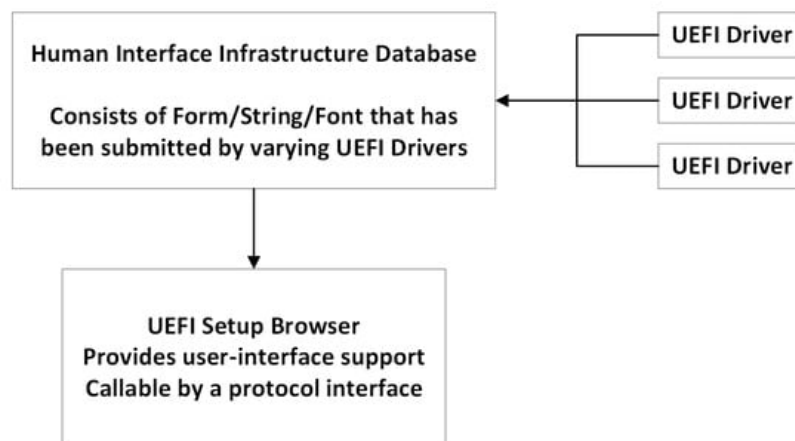 Human Interface Infrastructure Database
Consists of Form/String/Font that has
been submitted by varying UEFI Drivers
UEFI Driver
UEFI Driver
UEFI Driver
UEFI Setup Browser
Provides user-interface support
Callable by a protocol interface